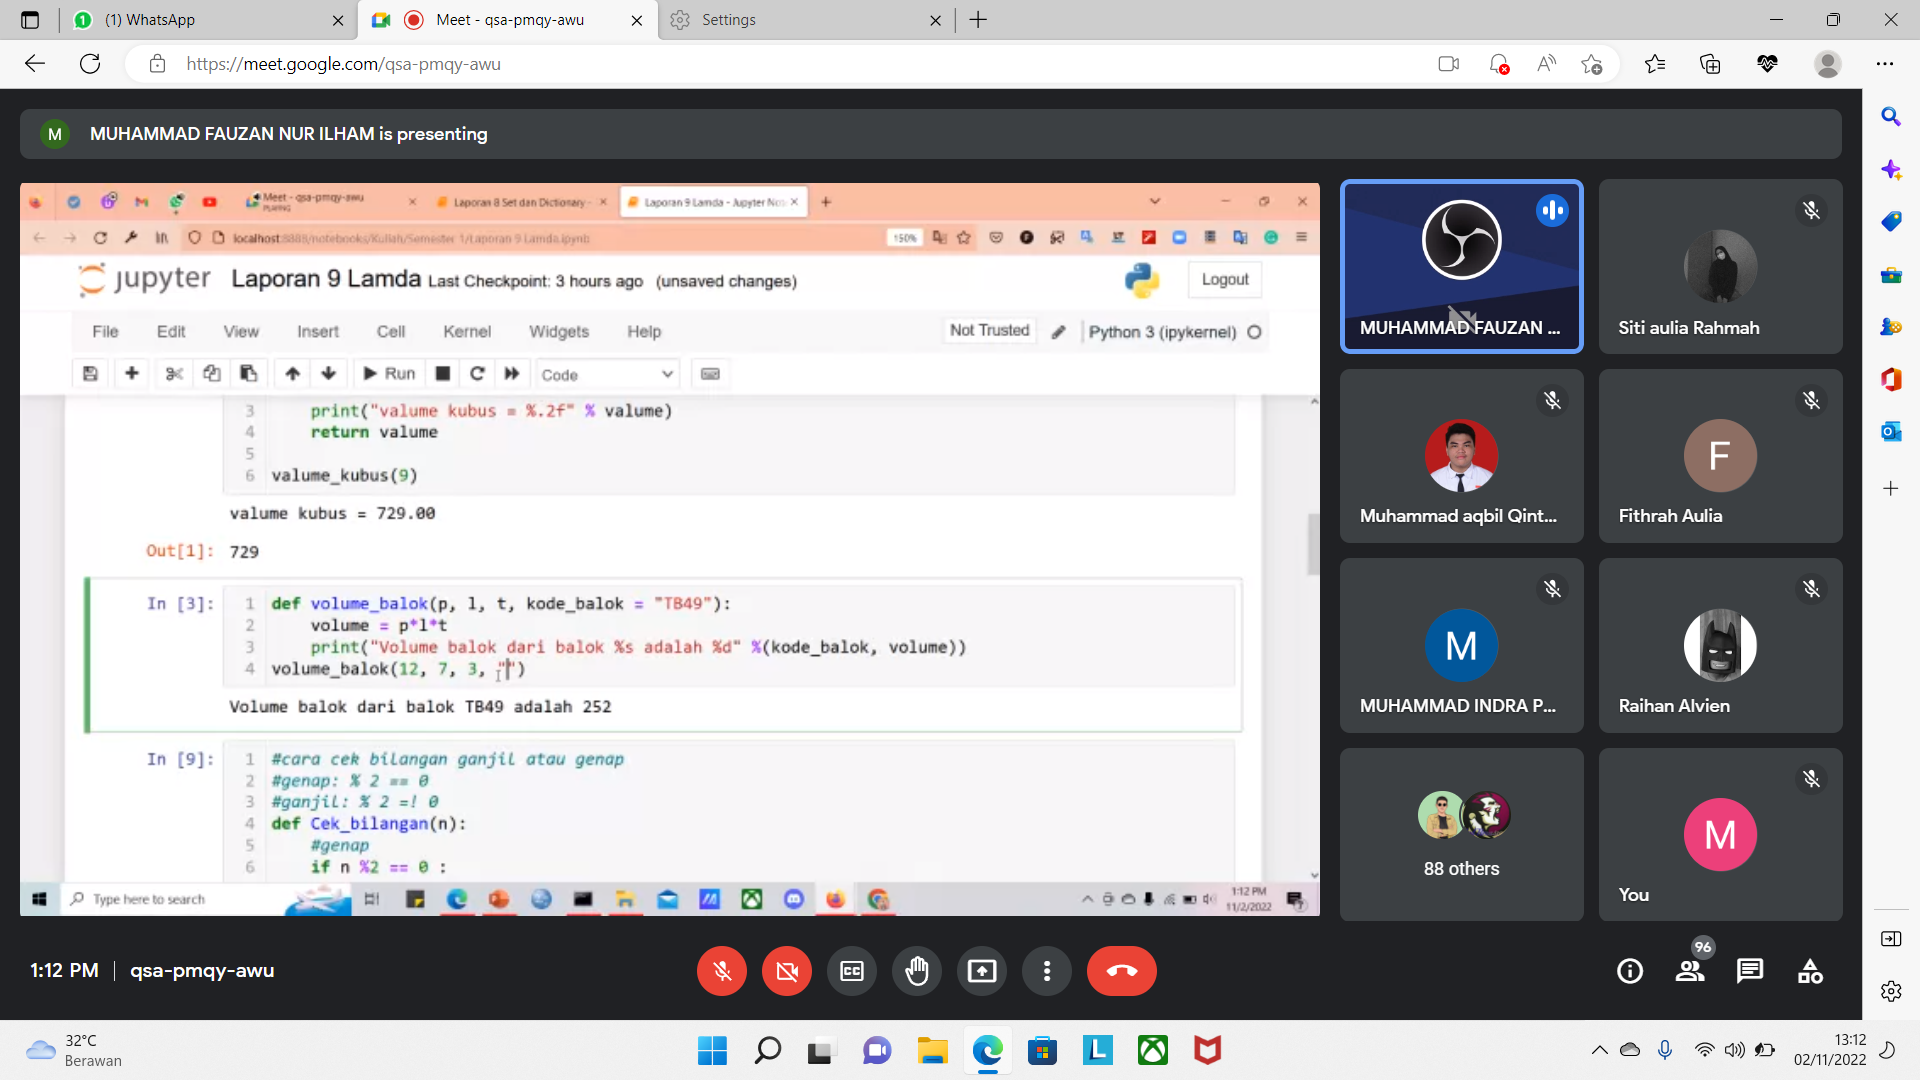 (1) WhatsApp
Meet - qsa-pmqy-awu
Settings
https://meet.google.com/qsa-pmqy-awu
M
MUHAMMAD FAUZAN NUR ILHAM is presenting
Meet - qsa-pmqy-awu
PLAYING
Laporan 8 Set dan Dictionary -
Laporan 9 Lamda - Jupyter No
localhost:8888/notebooks/Kuliah/Semester 1/Laporan 9 Lamda.ipynb
150%
jupyter
Laporan 9 Lamda Last Checkpoint: 3 hours ago (unsaved changes)
Logout
File Edit View Insert Cell Kernel Widgets Help
Not Trusted
Python 3 (ipykernel)
Run
Code
3 print("valume kubus = %.2f" % valume)
4 return valume
5
6 valume_kubus(9)
valume kubus = 729.00
Out[1]: 729
In [3]:
1 def volume_balok(p, l, t, kode_balok = "TB49"):
2 volume = p*l*t
3 print("Volume balok dari balok %s adalah %d" %(kode_balok, volume))
4 volume_balok(12, 7, 3, "")
Volume balok dari balok TB49 adalah 252
In [9]:
1 #cara cek bilangan ganjil atau genap
2 #genap: % 2 == 0
3 #ganjil: % 2 =! 0
4 def Cek_bilangan(n):
5 #genap
6 if n %2 == 0 :
Type here to search
1:12 PM
11/2/2022
MUHAMMAD FAUZAN ...
Siti aulia Rahmah
Muhammad aqbil Qint...
F
Fithrah Aulia
M
MUHAMMAD INDRA P...
Raihan Alvien
88 others
M
You
1:12 PM
qsa-pmqy-awu
CC
96
32°C
Berawan
13:12
02/11/2022